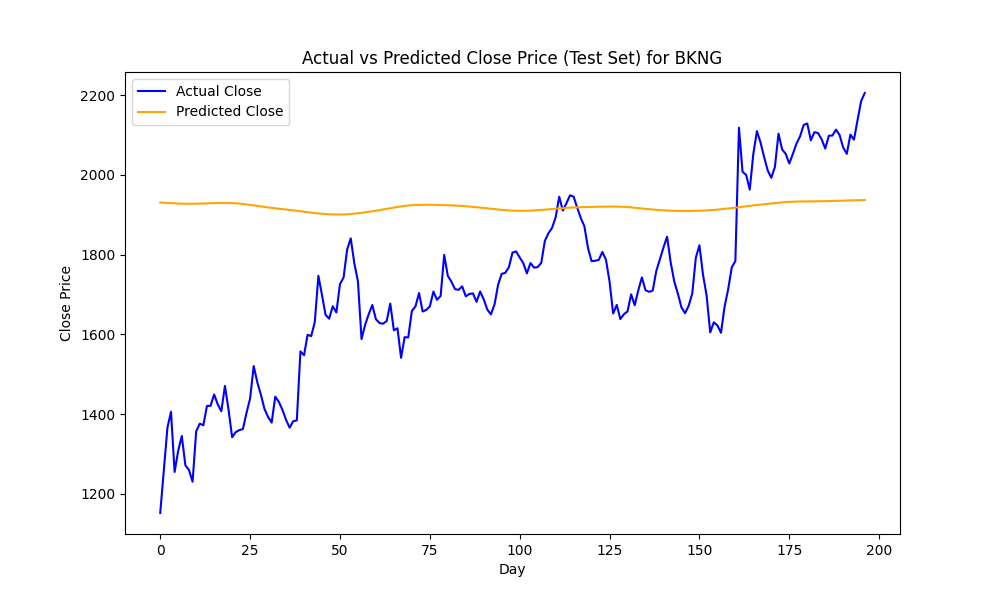 Actual vs Predicted Close Price (Test Set) for BKNG
Actual Close
Predicted Close
2200
2000
1800
1600
1400
1200
Close Price
0 25 50 75 100 125 150 175 200
Day